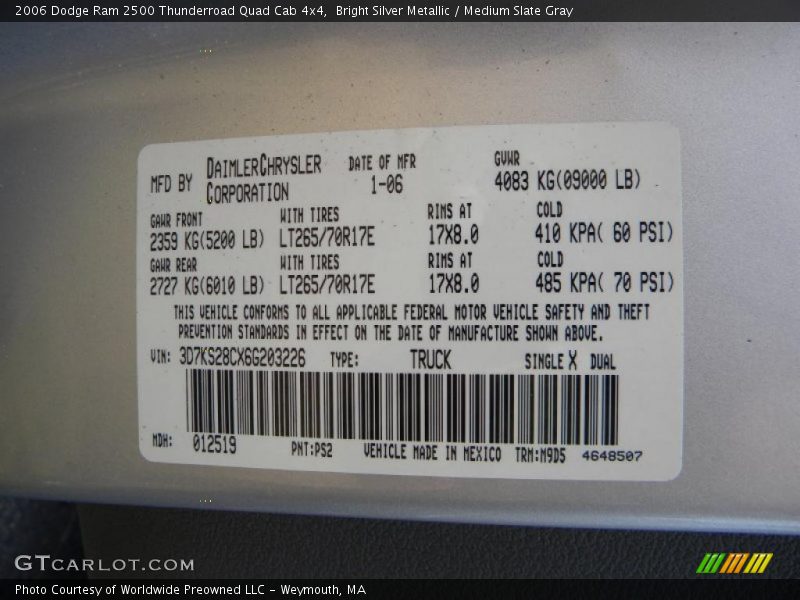 2006 Dodge Ram 2500 Thunderroad Quad Cab 4x4,  Bright Silver Metallic / Medium Slate Gray
MFD BY DAIMLERCHRYSLER CORPORATION DATE OF MFR 1-06 GVWR 4083 KG(09000 LB)
GAWR FRONT WITH TIRES RIMS AT COLD
2359 KG(5200 LB) LT265/70R17E 17X8.0 410 KPA( 60 PSI)
GAWR REAR WITH TIRES RIMS AT COLD
2727 KG(6010 LB) LT265/70R17E 17X8.0 485 KPA( 70 PSI)
THIS VEHICLE CONFORMS TO ALL APPLICABLE FEDERAL MOTOR VEHICLE SAFETY AND THEFT
PREVENTION STANDARDS IN EFFECT ON THE DATE OF MANUFACTURE SHOWN ABOVE.
VIN: 3D7KS28CX6G203226 TYPE: TRUCK SINGLE X DUAL
MDH: 012519 PNT:PS2 VEHICLE MADE IN MEXICO TRM:M9D5 4648507
GTCARLOT.COM
Photo Courtesy of Worldwide Preowned LLC - Weymouth, MA